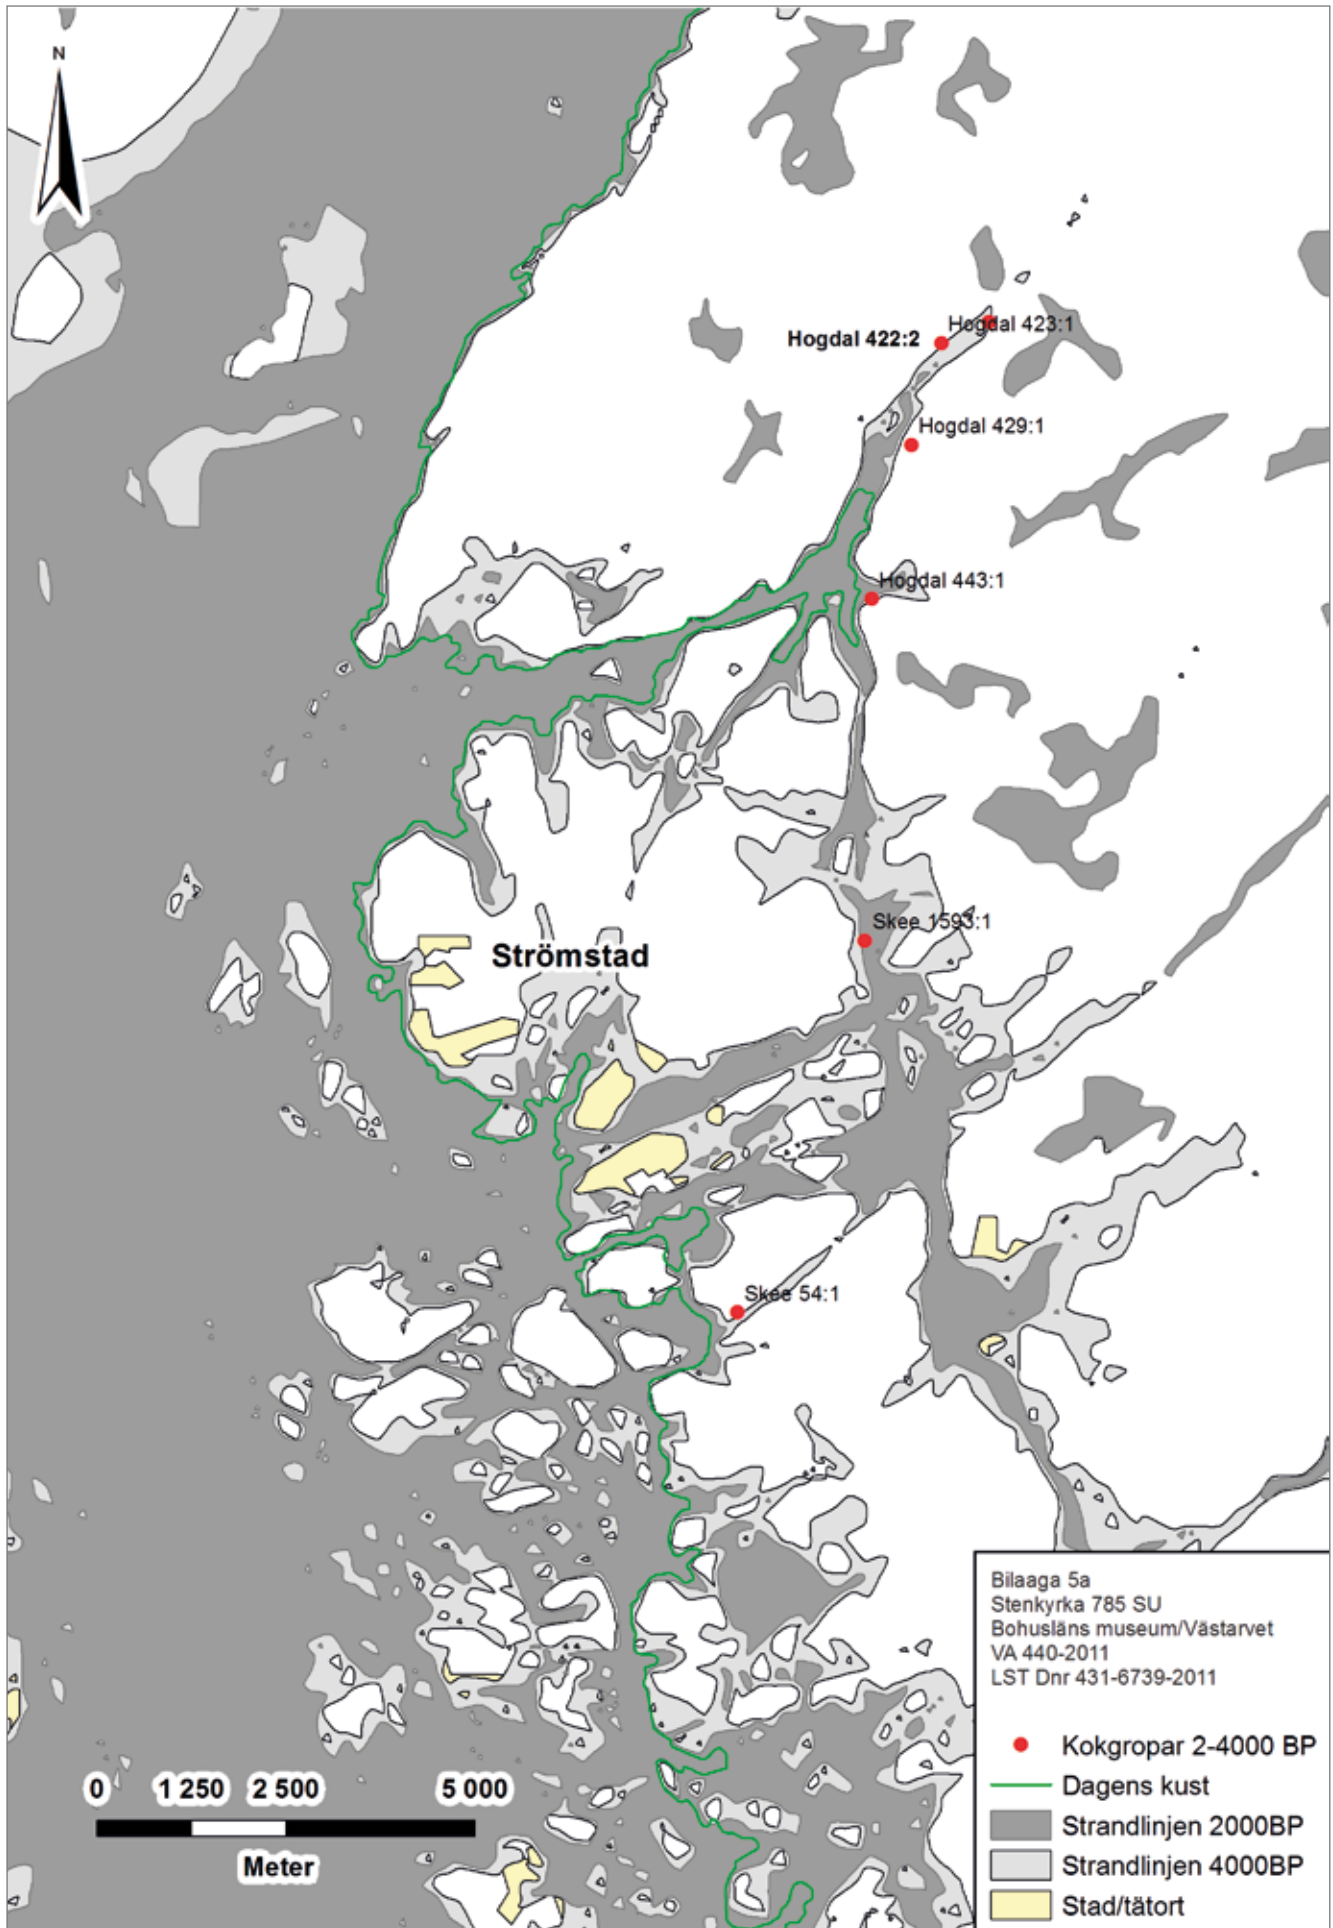 N
Hogdal 423:1
Hogdal 422:2
Hogdal 429:1
Hogdal 443:1
Skee 1593:1
Strömstad
Skee 54:1
Bilaaga 5a
Stenkyrka 785 SU
Bohusläns museum/Västarvet
VA 440-2011
LST Dnr 431-6739-2011
Kokgropar 2-4000 BP
Dagens kust
Strandlinjen 2000BP
Strandlinjen 4000BP
Stad/tätort
0 1 250 2 500 5 000
Meter